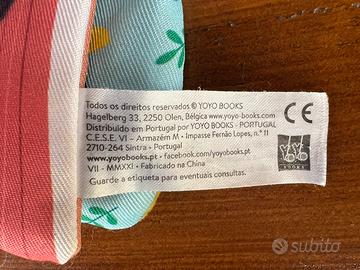 Todos os direitos reservados © YOYO BOOKS
Hagelberg 33, 2250 Olen, Bélgica www.yoyo-books.com
Distribuído em Portugal por YOYO BOOKS - PORTUGAL
C.E.S.E. VI – Armazém M • Impasse Fernão Lopes, n.º 11
2710-264 Sintra • Portugal
www.yoyobooks.pt • facebook.com/yoyobooks.pt
VII - MMXXI • Fabricado na China
Guarde a etiqueta para eventuais consultas.
CE
YOYO
BOOKS
subito